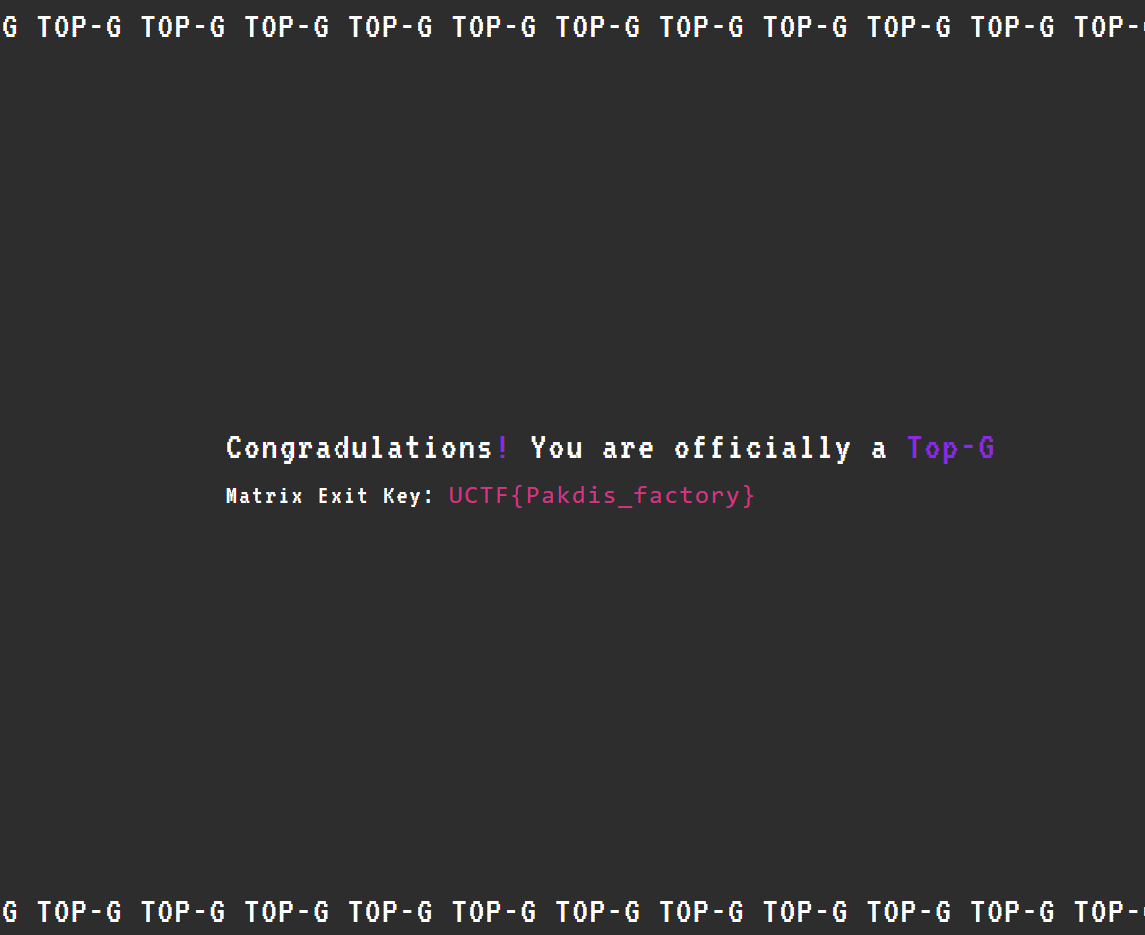 G TOP-G TOP-G TOP-G TOP-G TOP-G TOP-G TOP-G TOP-G TOP-G TOP-G TOP-
Congradulations! You are officially a Top-G
Matrix Exit Key: UCTF{Pakdis_factory}
G TOP-G TOP-G TOP-G TOP-G TOP-G TOP-G TOP-G TOP-G TOP-G TOP-G TOP-